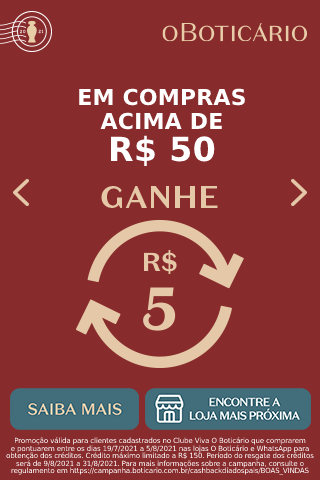 20 21
oBOTICÁRIO
EM COMPRAS
ACIMA DE
R$ 50
GANHE
R$
5
SAIBA MAIS
ENCONTRE A
LOJA MAIS PRÓXIMA
Promoção válida para clientes cadastrados no Clube Viva O Boticário que comprarem
e pontuarem entre os dias 19/7/2021 a 5/8/2021 nas lojas O Boticário e WhatsApp para
obtenção dos créditos. Crédito máximo limitado a R$ 150. Período do resgate dos créditos
será de 9/8/2021 a 31/8/2021. Para mais informações sobre a campanha, consulte o
regulamento em https://campanha.boticario.com.br/cashbackdiadospais/BOAS_VINDAS